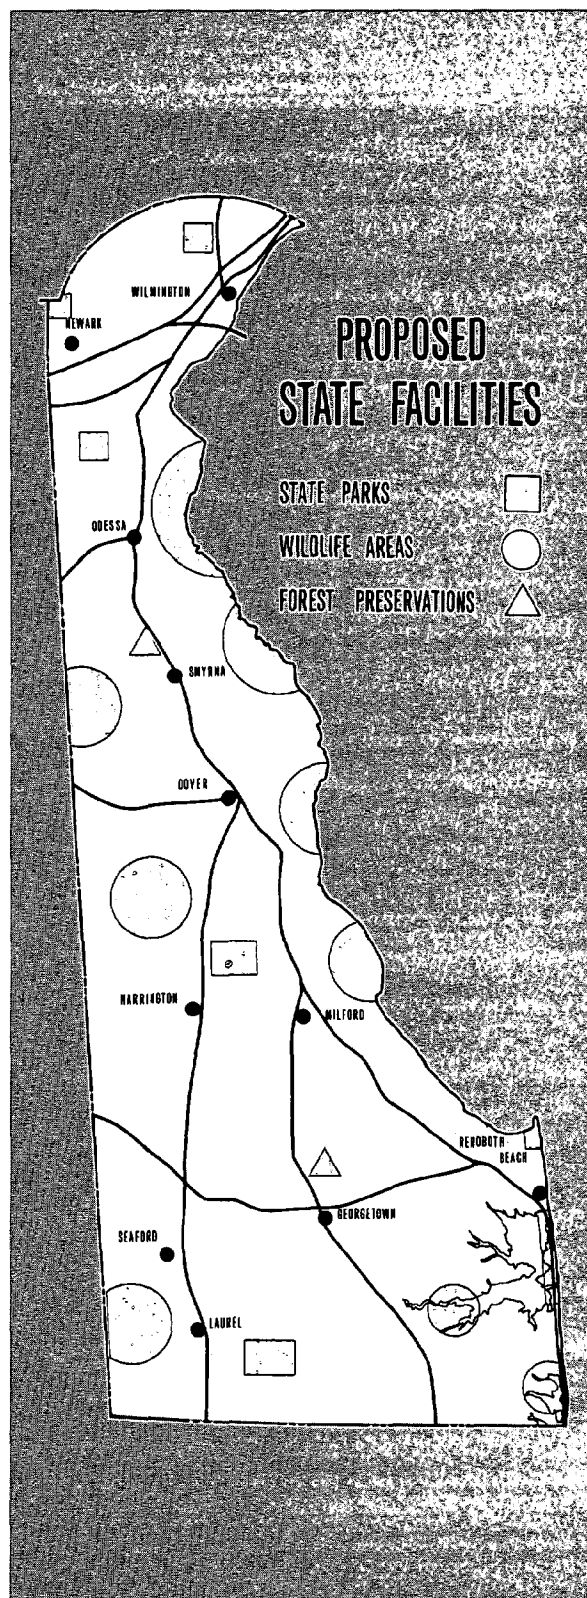 WILMINGTON
NEWARK
PROPOSED
STATE FACILITIES
STATE PARKS
WILDLIFE AREAS
FOREST PRESERVATIONS
ODESSA
SMYRNA
DOVER
HARRINGTON
MILFORD
REHOBOTH
BEACH
GEORGETOWN
SEAFORD
LAUREL